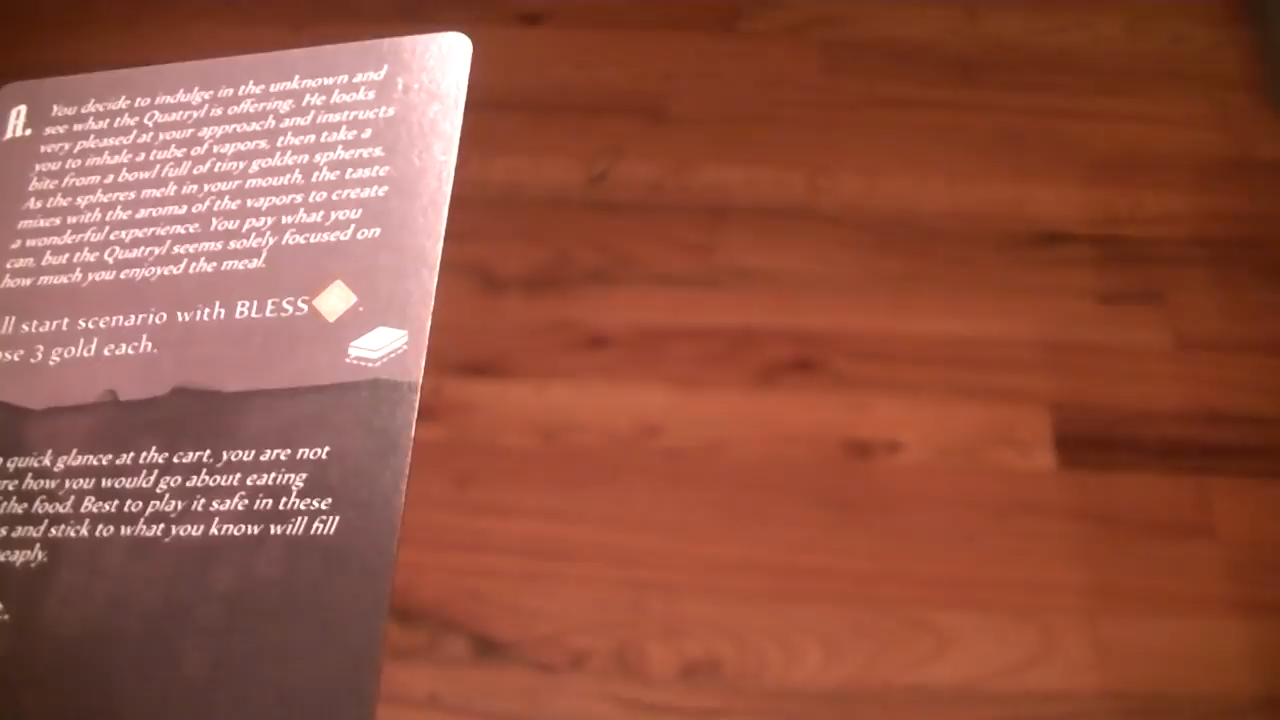 A. You decide to indulge in the unknown and
see what the Quatryl is offering. He looks
very pleased at your approach and instructs
you to inhale a tube of vapors, then take a
bite from a bowl full of tiny golden spheres.
As the spheres melt in your mouth, the taste
mixes with the aroma of the vapors to create
a wonderful experience. You pay what you
can, but the Quatryl seems solely focused on
how much you enjoyed the meal.
ll start scenario with BLESS .
ose 3 gold each.
quick glance at the cart, you are not
re how you would go about eating
the food. Best to play it safe in these
s and stick to what you know will fill
eaply.